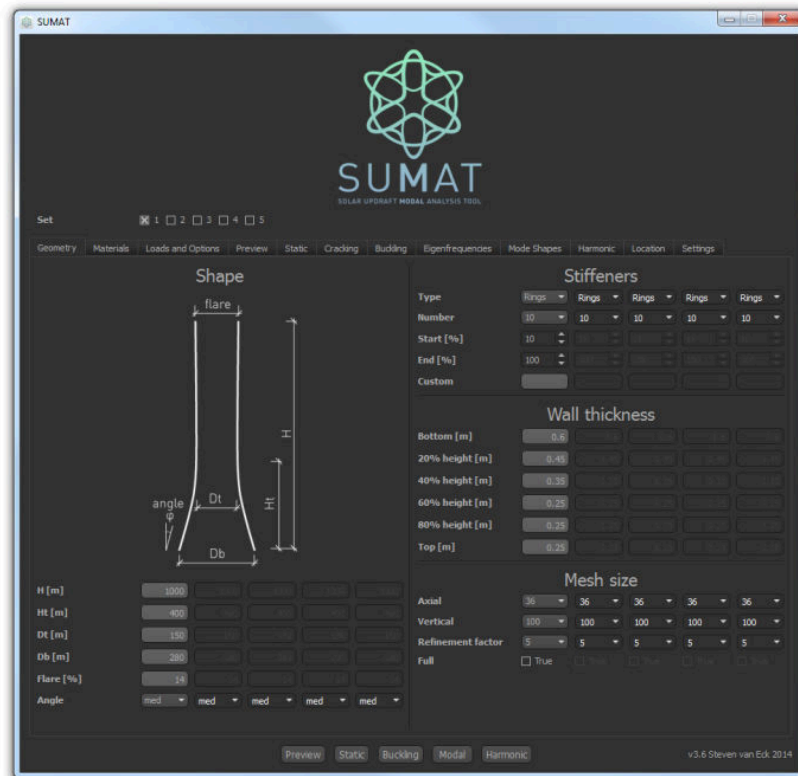 SUMAT
SUMAT
SOLAR UPDRAFT MODAL ANALYSIS TOOL
Set 1 2 3 4 5
Geometry Materials Loads and Options Preview Static Cracking Buckling Eigenfrequencies Mode Shapes Harmonic Location Settings
Shape
flare
H
Ht
Dt
angle
φ
Db
H [m] 1000
Ht [m] 400
Dt [m] 150
Db [m] 280
Flare [%] 14
Angle med med med med med
Stiffeners
Type Rings Rings Rings Rings Rings
Number 10 10 10 10 10
Start [%] 10
End [%] 100
Custom
Wall thickness
Bottom [m] 0.6
20% height [m] 0.45
40% height [m] 0.35
60% height [m] 0.25
80% height [m] 0.25
Top [m] 0.25
Mesh size
Axial 36 36 36 36 36
Vertical 100 100 100 100 100
Refinement factor 5 5 5 5 5
Full True True True True True
Preview Static Buckling Modal Harmonic
v3.6 Steven van Eck 2014